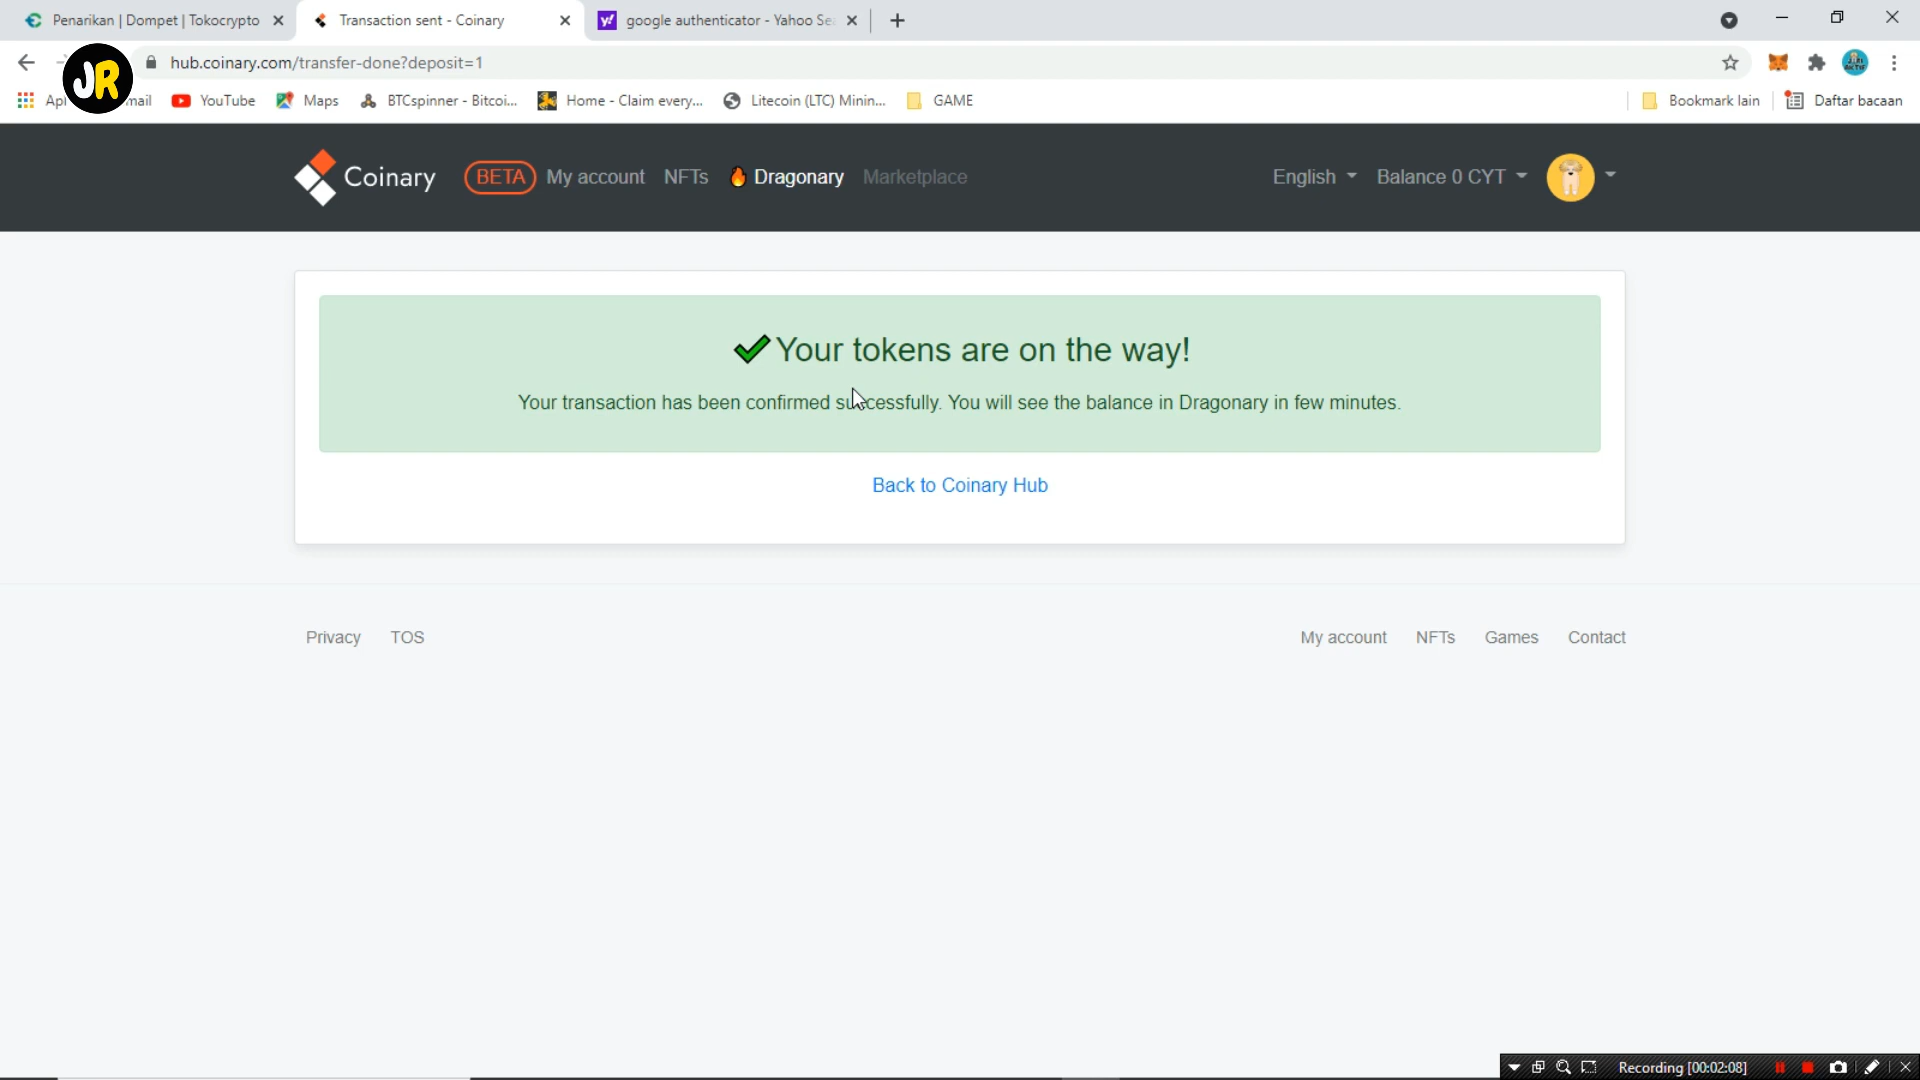 Penarikan | Dompet | Tokocrypto
Transaction sent - Coinary
google authenticator - Yahoo Se
hub.coinary.com/transfer-done?deposit=1
JR
YouTube
Maps
BTCspinner - Bitcoi...
Home - Claim every...
Litecoin (LTC) Minin...
GAME
Bookmark lain
Daftar bacaan
Coinary
BETA
My account
NFTs
Dragonary
Marketplace
English
Balance 0 CYT
Your tokens are on the way!
Your transaction has been confirmed successfully. You will see the balance in Dragonary in few minutes.
Back to Coinary Hub
Privacy
TOS
My account
NFTs
Games
Contact
Recording [00:02:08]